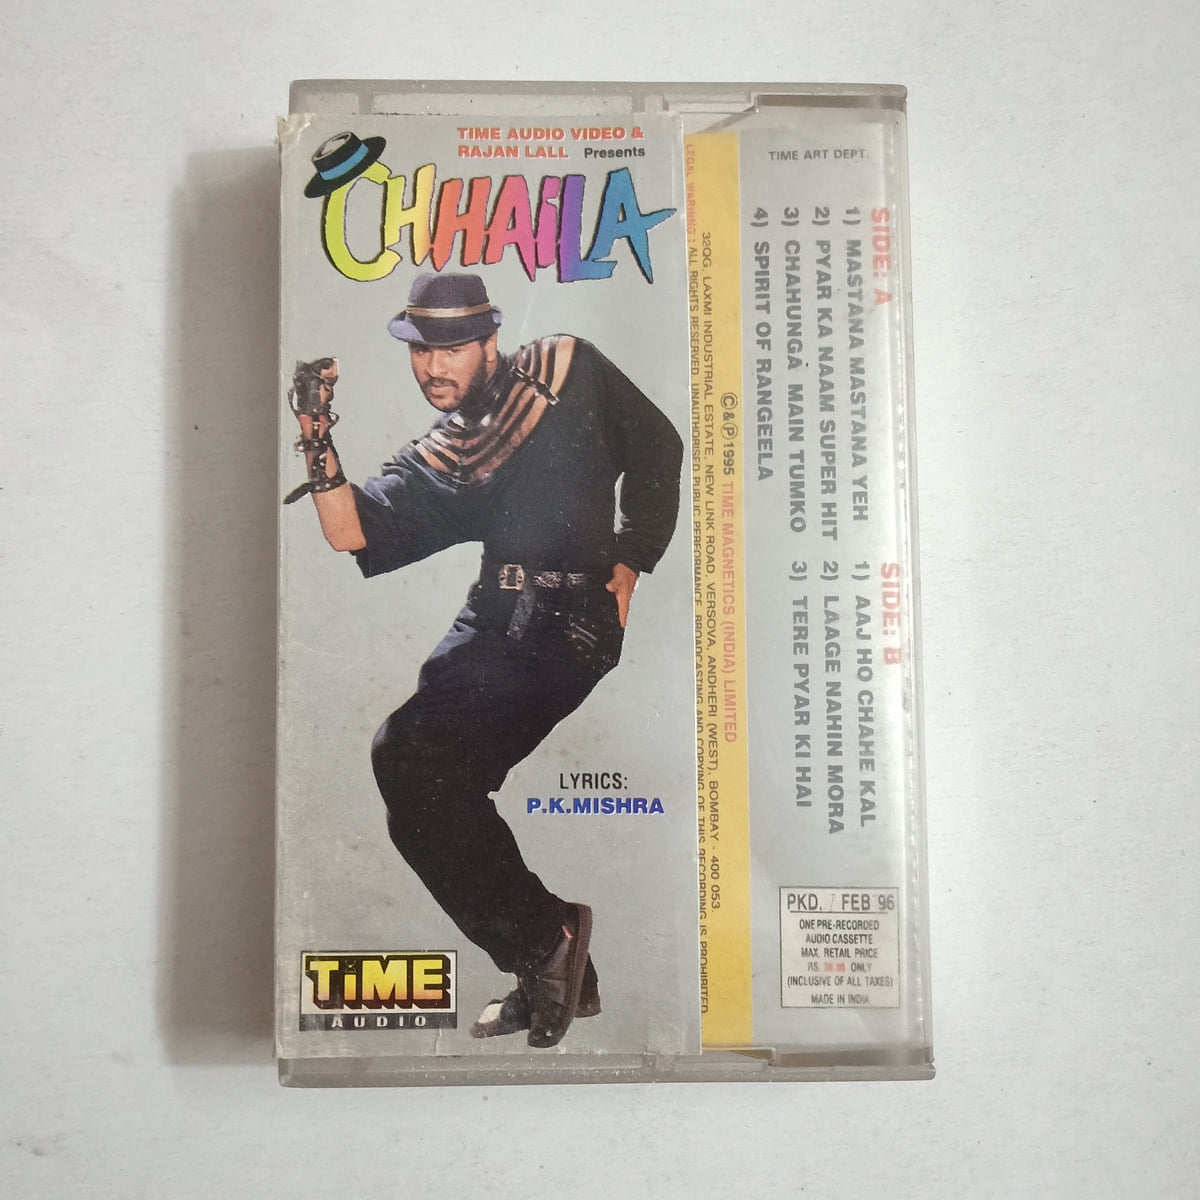 TIME AUDIO VIDEO &
RAJAN LALL Presents
CHHAiLA
LYRICS:
P.K.MISHRA
TiME
AUDIO
TIME ART DEPT.
SIDE: A
1) MASTANA MASTANA YEH
2) PYAR KA NAAM SUPER HIT
3) CHAHUNGA MAIN TUMKO
4) SPIRIT OF RANGEELA
SIDE: B
1) AAJ HO CHAHE KAL
2) LAAGE NAHIN MORA
3) TERE PYAR KI HAI
©&℗1995 TIME MAGNETICS (INDIA) LIMITED
32QG, LAXMI INDUSTRIAL ESTATE, NEW LINK ROAD, VERSOVA, ANDHERI (WEST), BOMBAY - 400 053.
LEGAL WARNING : ALL RIGHTS RESERVED. UNAUTHORISED PUBLIC PERFORMANCE, BROADCASTING AND COPYING OF THIS RECORDING IS PROHIBITED
PKD. 7 FEB 96
ONE PRE-RECORDED
AUDIO CASSETTE
MAX. RETAIL PRICE
RS. ONLY
(INCLUSIVE OF ALL TAXES)
MADE IN INDIA